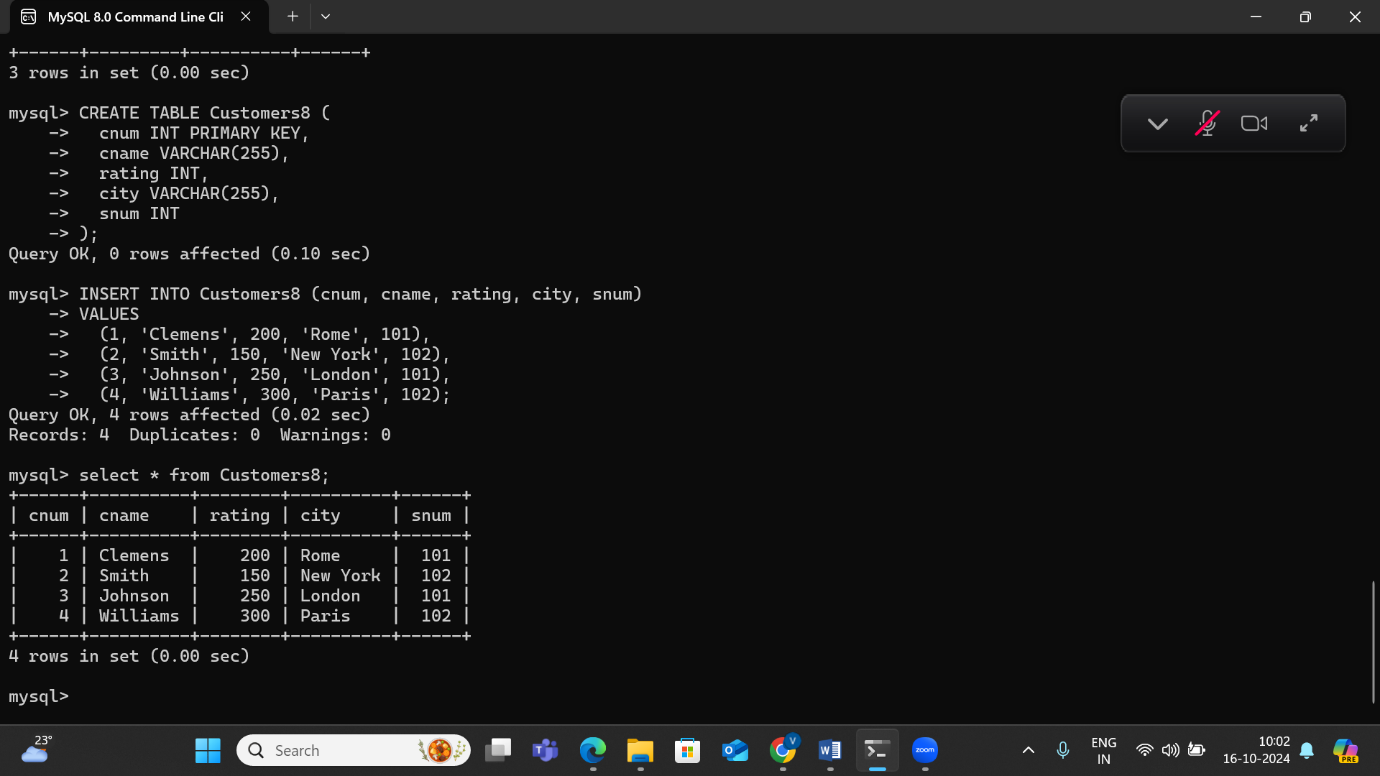 MySQL 8.0 Command Line Cli
+------+---------+----------+------+
3 rows in set (0.00 sec)
mysql> CREATE TABLE Customers8 (
    ->   cnum INT PRIMARY KEY,
    ->   cname VARCHAR(255),
    ->   rating INT,
    ->   city VARCHAR(255),
    ->   snum INT
    -> );
Query OK, 0 rows affected (0.10 sec)
mysql> INSERT INTO Customers8 (cnum, cname, rating, city, snum)
    -> VALUES
    ->   (1, 'Clemens', 200, 'Rome', 101),
    ->   (2, 'Smith', 150, 'New York', 102),
    ->   (3, 'Johnson', 250, 'London', 101),
    ->   (4, 'Williams', 300, 'Paris', 102);
Query OK, 4 rows affected (0.02 sec)
Records: 4  Duplicates: 0  Warnings: 0
mysql> select * from Customers8;
+------+----------+--------+----------+------+
| cnum | cname    | rating | city     | snum |
+------+----------+--------+----------+------+
|    1 | Clemens  |    200 | Rome     |  101 |
|    2 | Smith    |    150 | New York |  102 |
|    3 | Johnson  |    250 | London   |  101 |
|    4 | Williams |    300 | Paris    |  102 |
+------+----------+--------+----------+------+
4 rows in set (0.00 sec)
mysql>
23°
Search
V
zoom
ENG
IN
10:02
16-10-2024
PRE